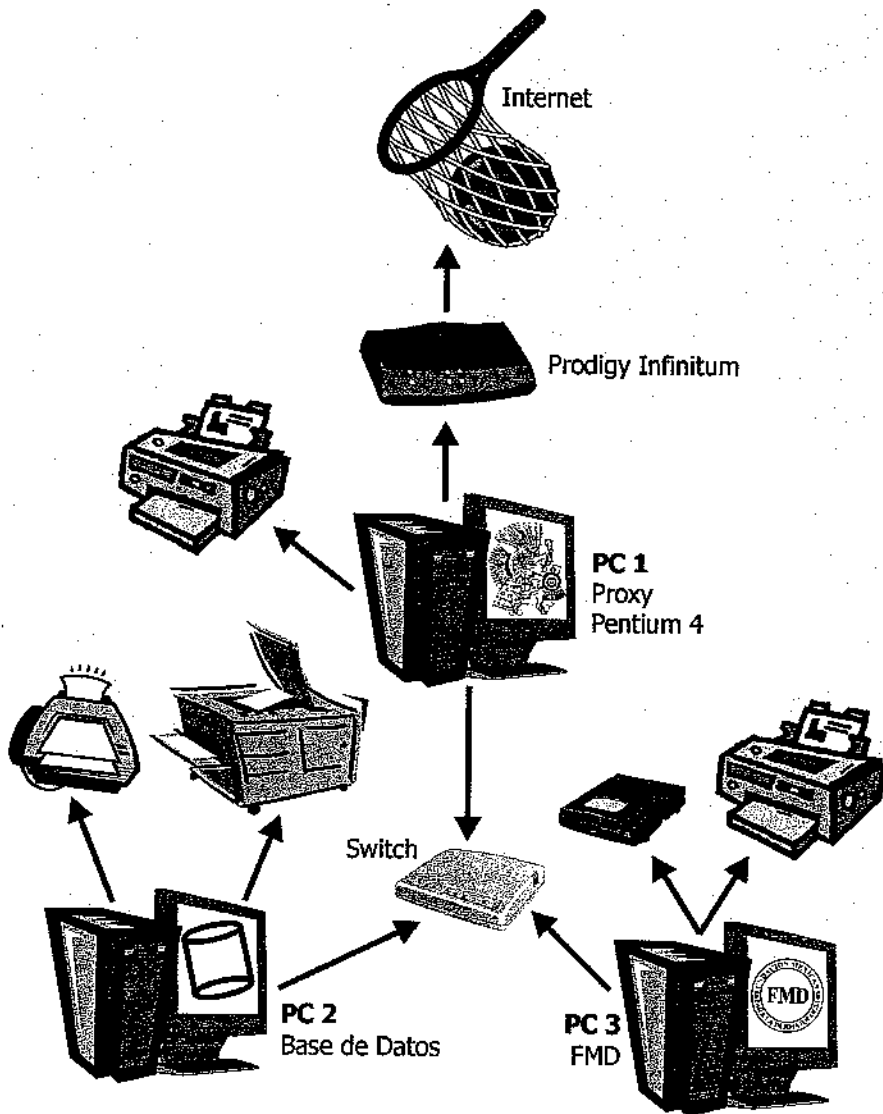 Internet
Prodigy Infinitum
PC 1
Proxy
Pentium 4
Switch
PC 2
Base de Datos
PC 3
FMD
FMD